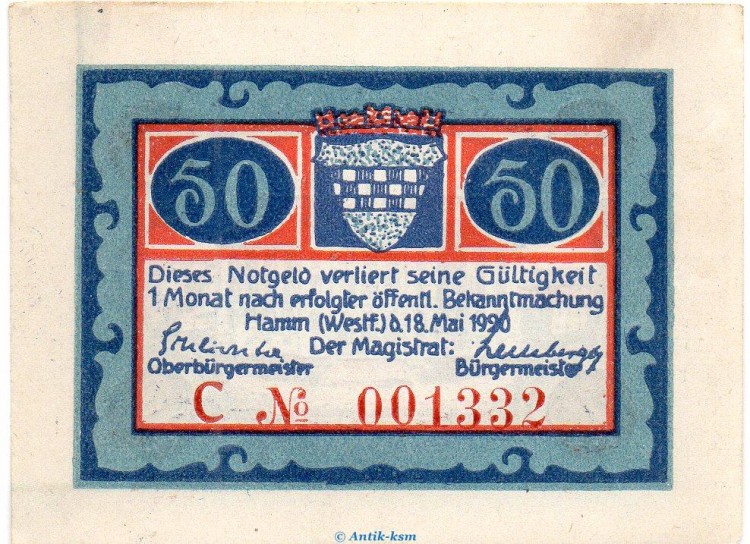 50 50
Dieses Notgeld verliert seine Gültigkeit
1 Monat nach erfolgter öffentl. Bekanntmachung
Hamm (Westf.) d. 18. Mai 1920
Der Magistrat:
Oberbürgermeister Bürgermeister
C № 001332
© Antik-ksm